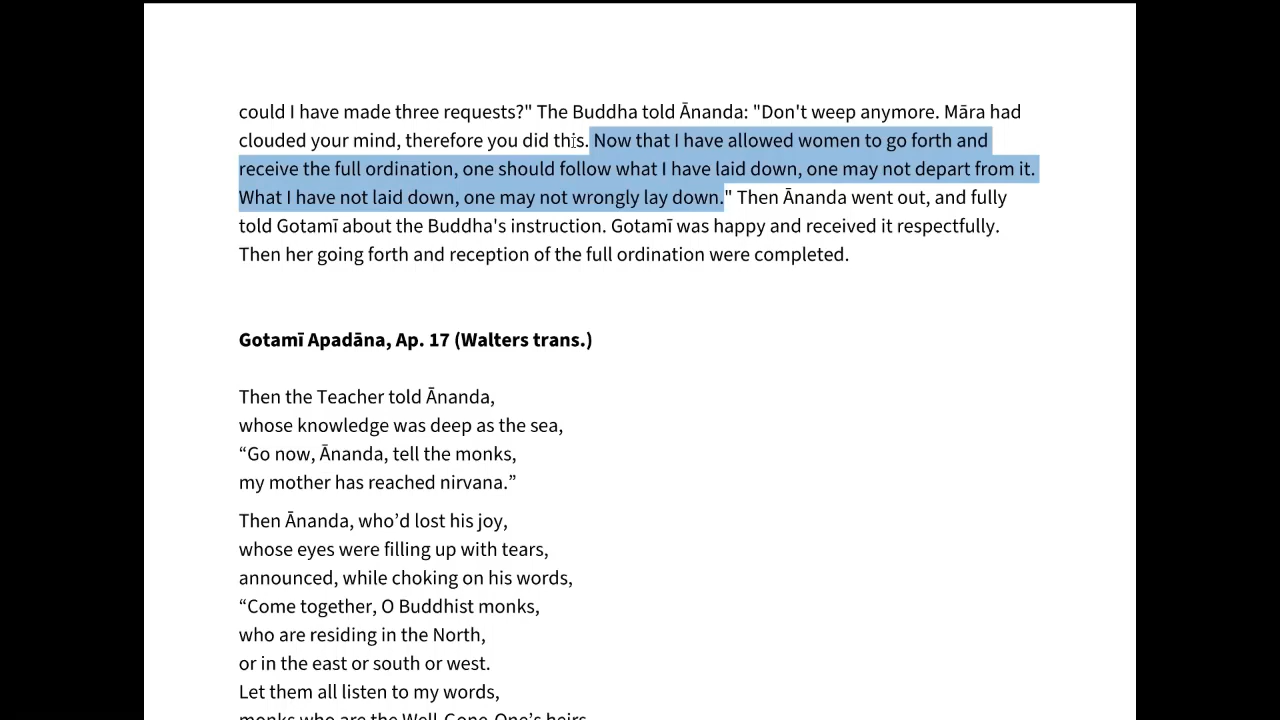 could I have made three requests?" The Buddha told Ānanda: "Don't weep anymore. Māra had
clouded your mind, therefore you did this. Now that I have allowed women to go forth and
receive the full ordination, one should follow what I have laid down, one may not depart from it.
What I have not laid down, one may not wrongly lay down." Then Ānanda went out, and fully
told Gotamī about the Buddha's instruction. Gotamī was happy and received it respectfully.
Then her going forth and reception of the full ordination were completed.
Gotamī Apadāna, Ap. 17 (Walters trans.)
Then the Teacher told Ānanda,
whose knowledge was deep as the sea,
“Go now, Ānanda, tell the monks,
my mother has reached nirvana.”
Then Ānanda, who’d lost his joy,
whose eyes were filling up with tears,
announced, while choking on his words,
“Come together, O Buddhist monks,
who are residing in the North,
or in the east or south or west.
Let them all listen to my words,
monks who are the Well-Gone-One’s heirs